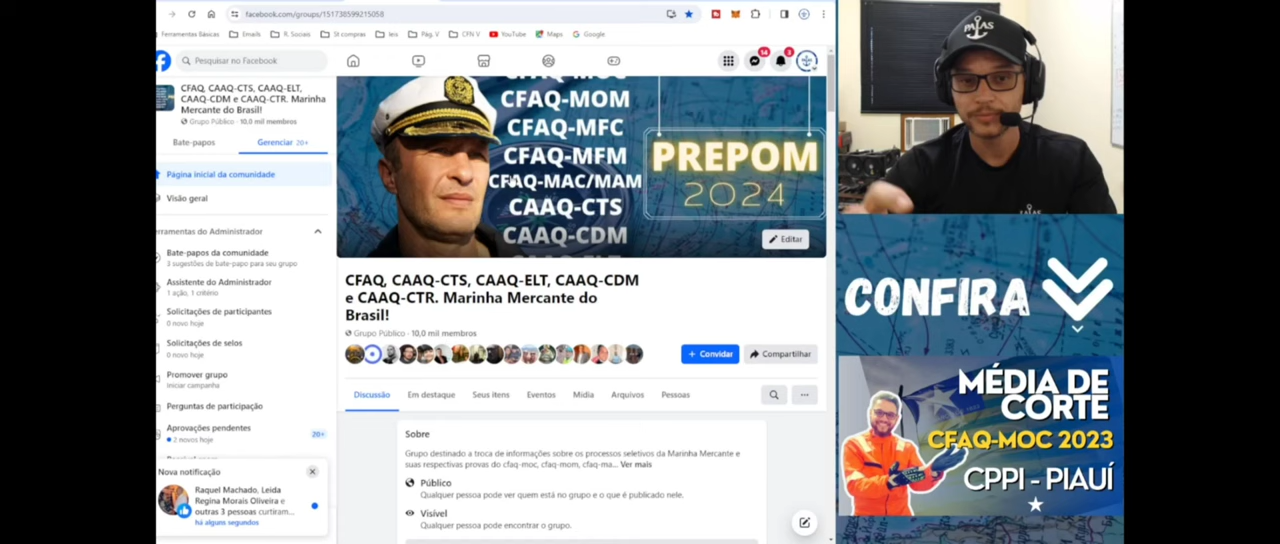 facebook.com/groups/151738599215058
Ferramentas Básicas
Emails
R. Sociais
St compras
Jeis
Pág. V
CFN V
YouTube
Maps
Google
Pesquisar no Facebook
14
3
CFAQ, CAAQ-CTS, CAAQ-ELT,
CAAQ-CDM e CAAQ-CTR. Marinha
Mercante do Brasil!
Grupo Público · 10,0 mil membros
Bate-papos
Gerenciar 20+
Página inicial da comunidade
Visão geral
erramentas do Administrador
Bate-papos da comunidade
3 sugestões de bate-papo para seu grupo
Assistente do Administrador
1 ação, 1 critério
Solicitações de participantes
0 novo hoje
Solicitações de selos
0 novo hoje
Promover grupo
Iniciar campanha
Perguntas de participação
Aprovações pendentes
2 novos hoje
20+
Nova notificação
Raquel Machado, Leida
Regina Morais Oliveira e
outras 3 pessoas curtiram...
há alguns segundos
CFAQ-MOC
CFAQ-MOM
CFAQ-MFC
CFAQ-MFM
CFAQ-MAC/MAM
CAAQ-CTS
CAAQ-CDM
PREPOM
2024
Editar
CFAQ, CAAQ-CTS, CAAQ-ELT, CAAQ-CDM
e CAAQ-CTR. Marinha Mercante do
Brasil!
Grupo Público · 10,0 mil membros
+ Convidar
Compartilhar
Discussão
Em destaque
Seus itens
Eventos
Mídia
Arquivos
Pessoas
Sobre
Grupo destinado a troca de informações sobre os processos seletivos da Marinha Mercante e
suas respectivas provas do cfaq-moc, cfaq-mom, cfaq-ma... Ver mais
Público
Qualquer pessoa pode ver quem está no grupo e o que é publicado nele.
Visível
Qualquer pessoa pode encontrar o grupo.
PALAS
CONFIRA
MÉDIA DE
CORTE
CFAQ-MOC 2023
CPPI - PIAUÍ